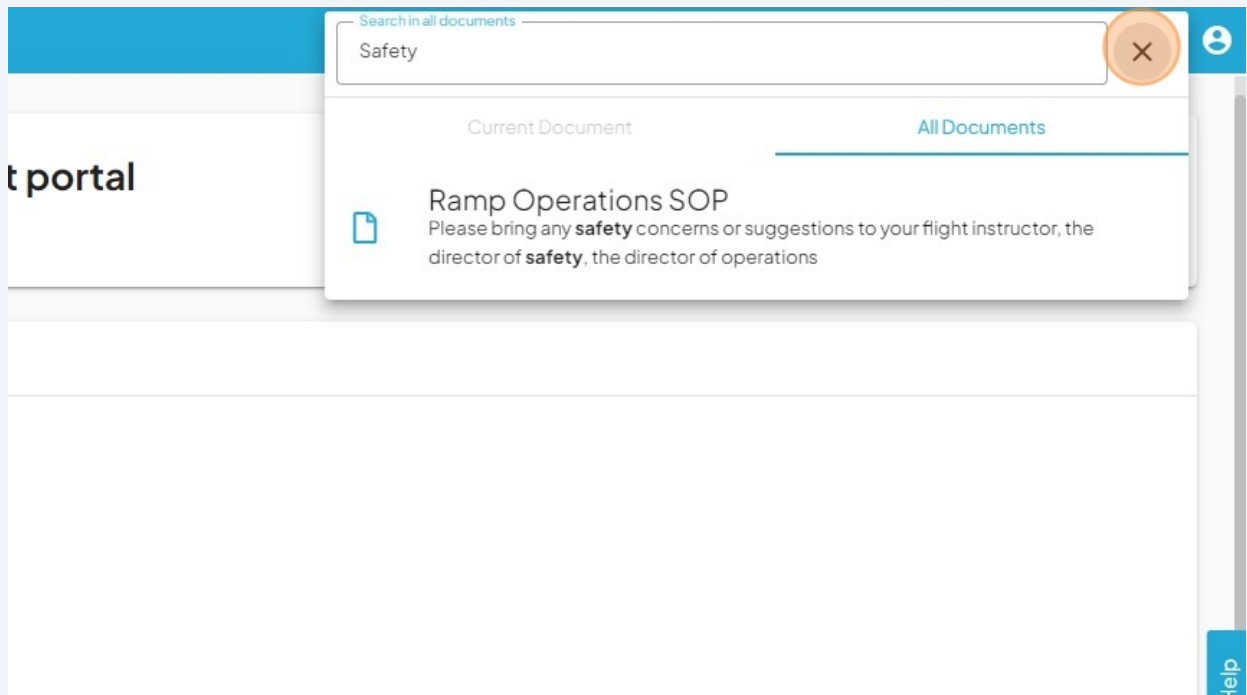 Search in all documents
Safety
Current Document
All Documents
t portal
Ramp Operations SOP
Please bring any safety concerns or suggestions to your flight instructor, the
director of safety, the director of operations
Help